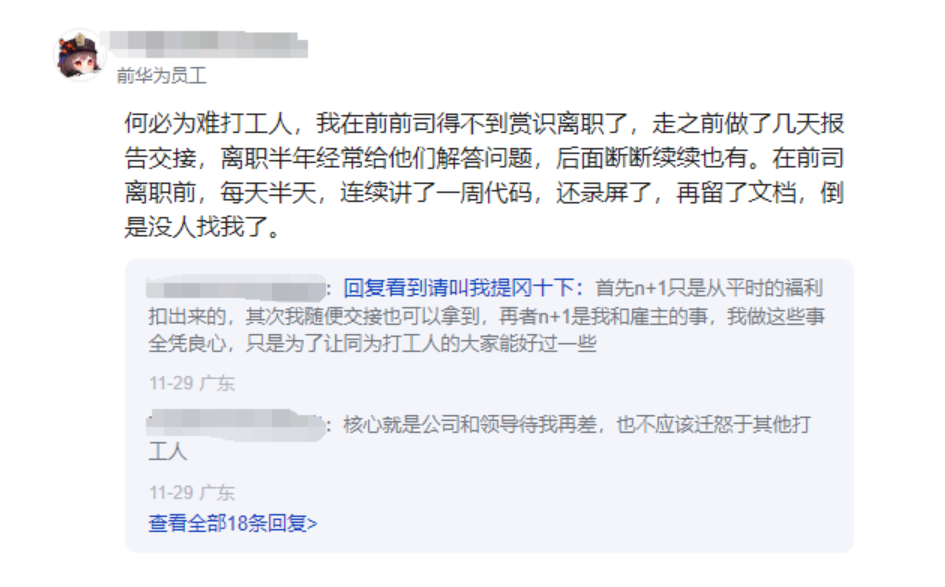 前华为员工
何必为难打工人，我在前前司得不到赏识离职了，走之前做了几天报
告交接，离职半年经常给他们解答问题，后面断断续续也有。在前司
离职前，每天半天，连续讲了一周代码，还录屏了，再留了文档，倒
是没人找我了。
：回复看到请叫我提冈十下：首先n+1只是从平时的福利
扣出来的，其次我随便交接也可以拿到，再者n+1是我和雇主的事，我做这些事
全凭良心，只是为了让同为打工人的大家能好过一些
11-29 广东
：核心就是公司和领导待我再差，也不应该迁怒于其他打
工人
11-29 广东
查看全部18条回复>